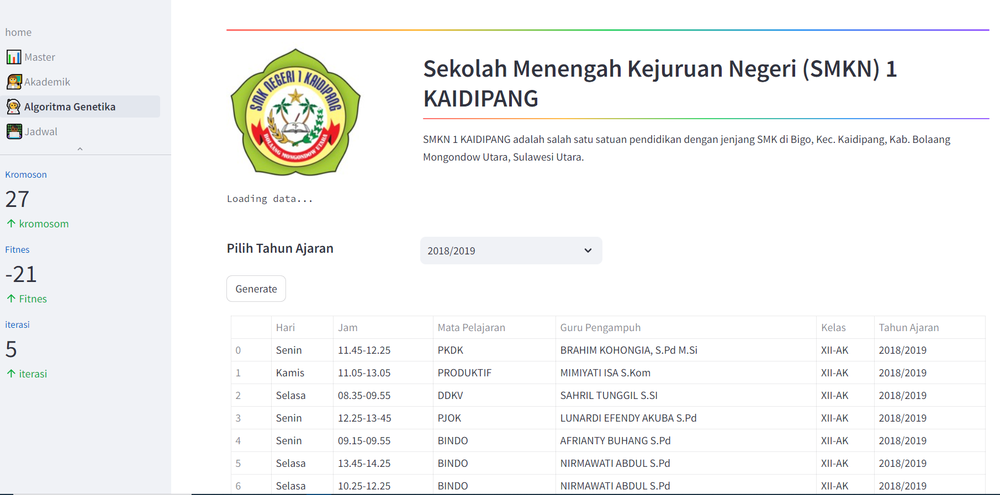 home
Master
Akademik
Algoritma Genetika
Jadwal
Kromoson
27
kromosom
Fitnes
-21
Fitnes
iterasi
5
iterasi
SMK NEGERI 1 KAIDIPANG
BOLAANG MONGONDOW UTARA
Sekolah Menengah Kejuruan Negeri (SMKN) 1
KAIDIPANG
SMKN 1 KAIDIPANG adalah salah satu satuan pendidikan dengan jenjang SMK di Bigo, Kec. Kaidipang, Kab. Bolaang
Mongondow Utara, Sulawesi Utara.
Loading data...
Pilih Tahun Ajaran
2018/2019
Generate
Hari Jam Mata Pelajaran Guru Pengampuh Kelas Tahun Ajaran
0 Senin 11.45-12.25 PKDK BRAHIM KOHONGIA, S.Pd M.Si XII-AK 2018/2019
1 Kamis 11.05-13.05 PRODUKTIF MIMIYATI ISA S.Kom XII-AK 2018/2019
2 Selasa 08.35-09.55 DDKV SAHRIL TUNGGIL S.SI XII-AK 2018/2019
3 Senin 12.25-13-45 PJOK LUNARDI EFENDY AKUBA S.Pd XII-AK 2018/2019
4 Senin 09.15-09.55 BINDO AFRIANTY BUHANG S.Pd XII-AK 2018/2019
5 Selasa 13.45-14.25 BINDO NIRMAWATI ABDUL S.Pd XII-AK 2018/2019
6 Selasa 10.25-12.25 BINDO NIRMAWATI ABDUL S.Pd XII-AK 2018/2019